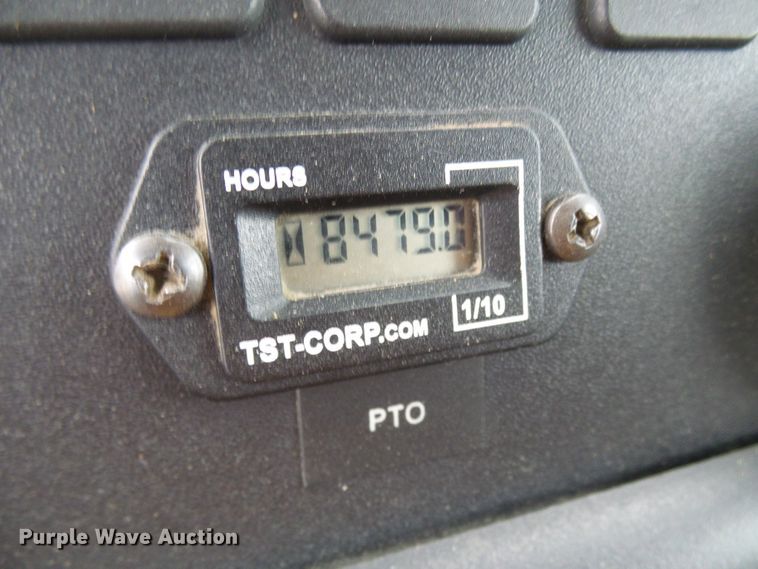 HOURS
8479.0
1/10
TST-CORP.COM
PTO
Purple Wave Auction